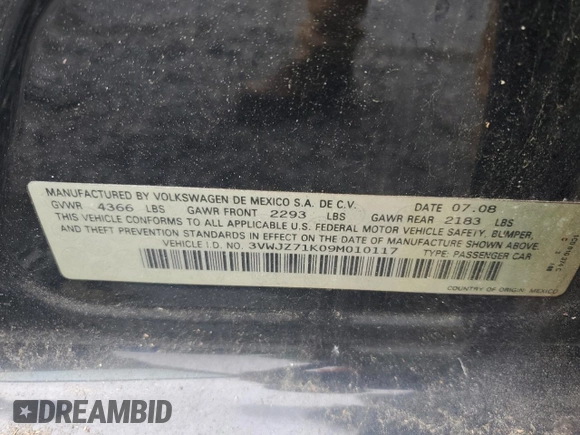 MANUFACTURED BY VOLKSWAGEN DE MEXICO S.A. DE C.V. DATE 07.08
GVWR 4366 LBS GAWR FRONT 2293 LBS GAWR REAR 2183 LBS
THIS VEHICLE CONFORMS TO ALL APPLICABLE U.S. FEDERAL MOTOR VEHICLE SAFETY, BUMPER,
AND THEFT PREVENTION STANDARDS IN EFFECT ON THE DATE OF MANUFACTURE SHOWN ABOVE.
VEHICLE I.D. NO. 3VWJZ71K09M010117 TYPE: PASSENGER CAR
COUNTRY OF ORIGIN: MEXICO
DREAMBID